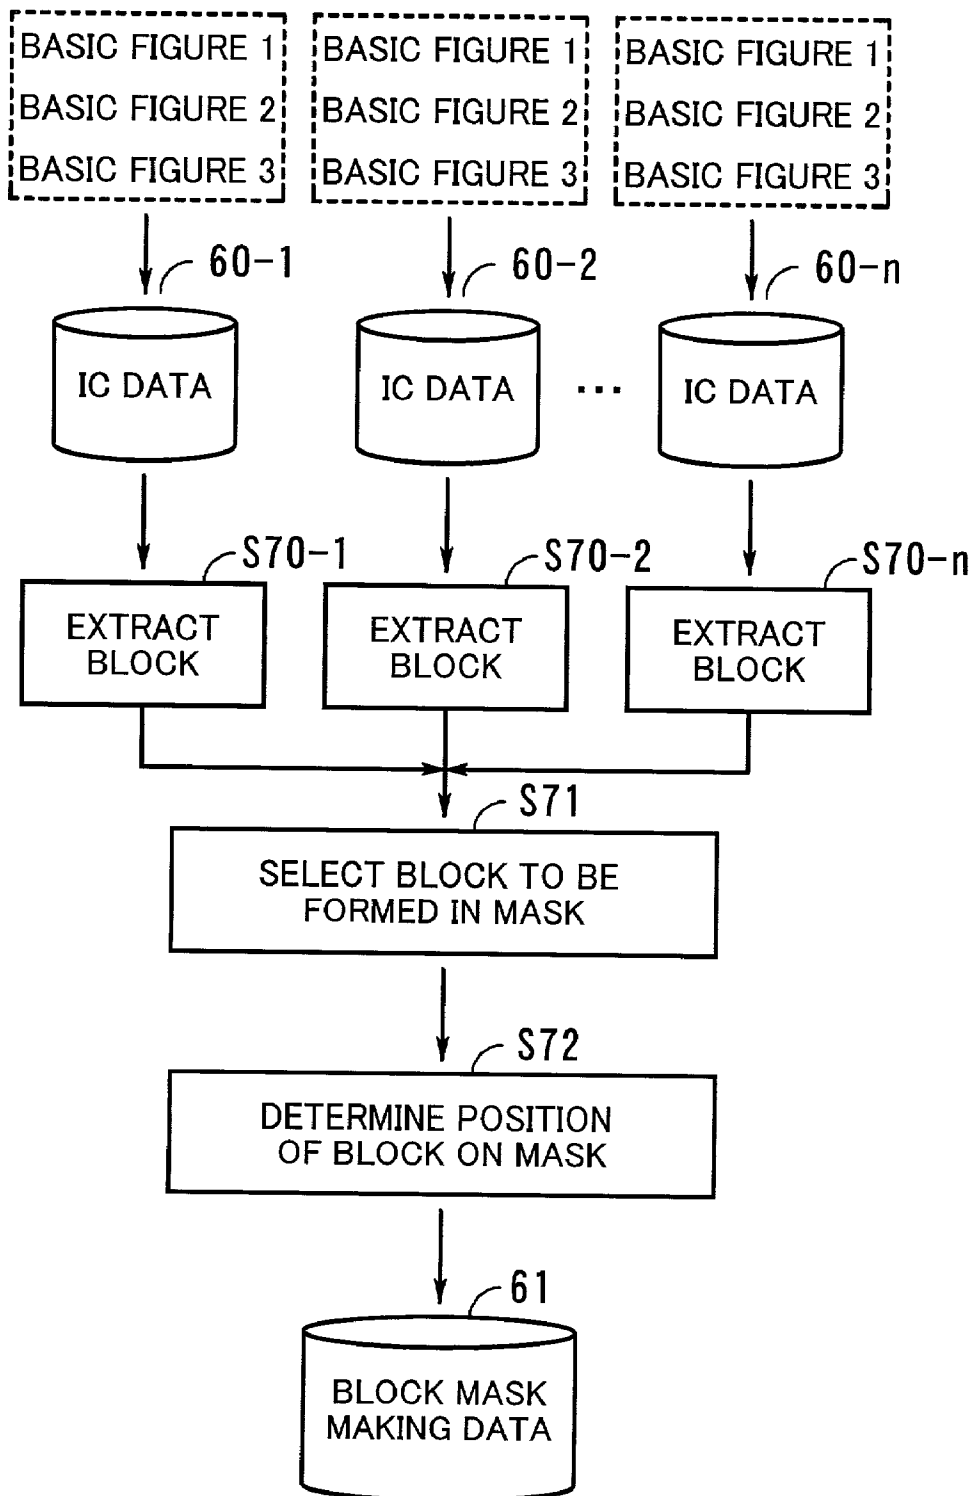 BASIC FIGURE 1
BASIC FIGURE 2
BASIC FIGURE 3
BASIC FIGURE 1
BASIC FIGURE 2
BASIC FIGURE 3
BASIC FIGURE 1
BASIC FIGURE 2
BASIC FIGURE 3
60-1
60-2
60-n
IC DATA
IC DATA
...
IC DATA
S70-1
S70-2
S70-n
EXTRACT
BLOCK
EXTRACT
BLOCK
EXTRACT
BLOCK
S71
SELECT BLOCK TO BE
FORMED IN MASK
S72
DETERMINE POSITION
OF BLOCK ON MASK
61
BLOCK MASK
MAKING DATA